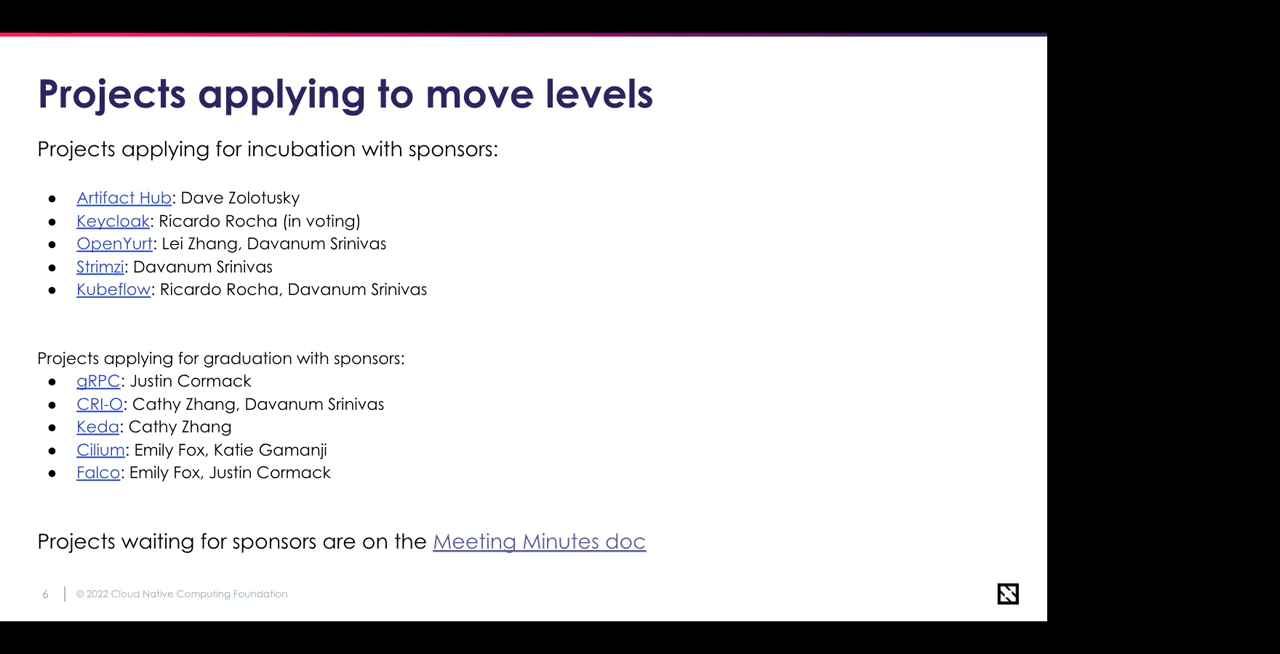 Projects applying to move levels
Projects applying for incubation with sponsors:
● Artifact Hub: Dave Zolotusky
● Keycloak: Ricardo Rocha (in voting)
● OpenYurt: Lei Zhang, Davanum Srinivas
● Strimzi: Davanum Srinivas
● Kubeflow: Ricardo Rocha, Davanum Srinivas
Projects applying for graduation with sponsors:
● gRPC: Justin Cormack
● CRI-O: Cathy Zhang, Davanum Srinivas
● Keda: Cathy Zhang
● Cilium: Emily Fox, Katie Gamanji
● Falco: Emily Fox, Justin Cormack
Projects waiting for sponsors are on the Meeting Minutes doc
6 | © 2022 Cloud Native Computing Foundation